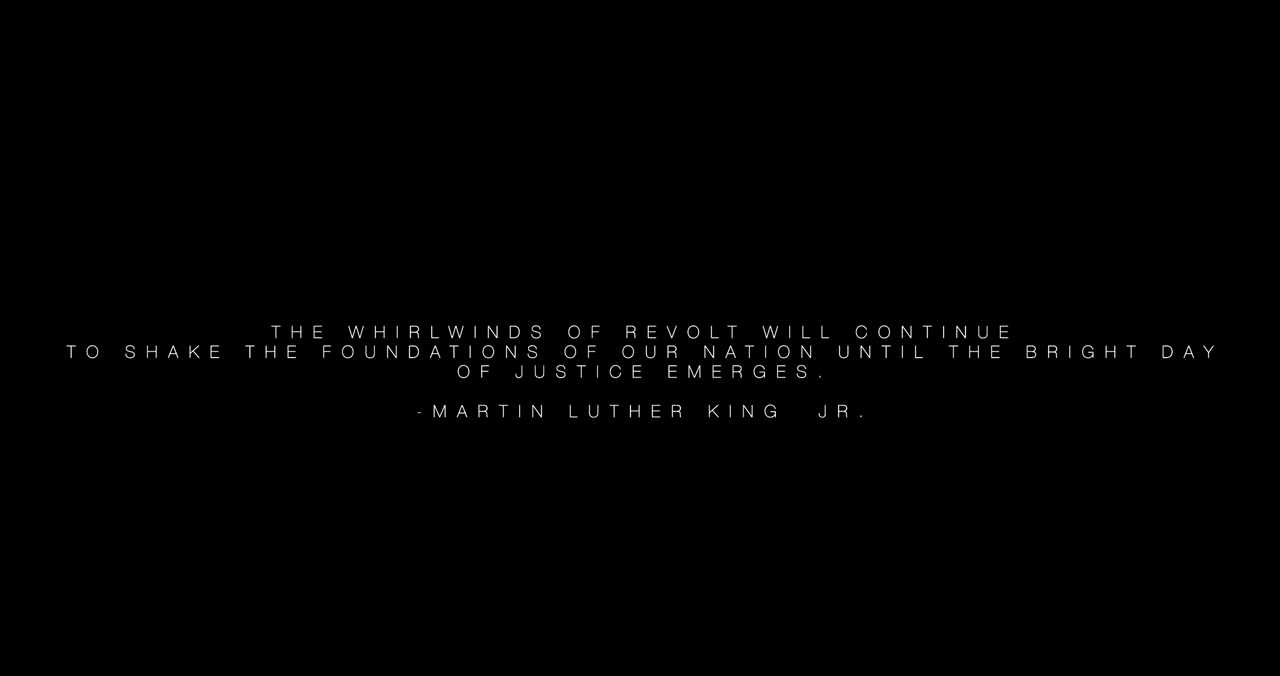 THE WHIRLWINDS OF REVOLT WILL CONTINUE
TO SHAKE THE FOUNDATIONS OF OUR NATION UNTIL THE BRIGHT DAY
OF JUSTICE EMERGES.
-MARTIN LUTHER KING JR.